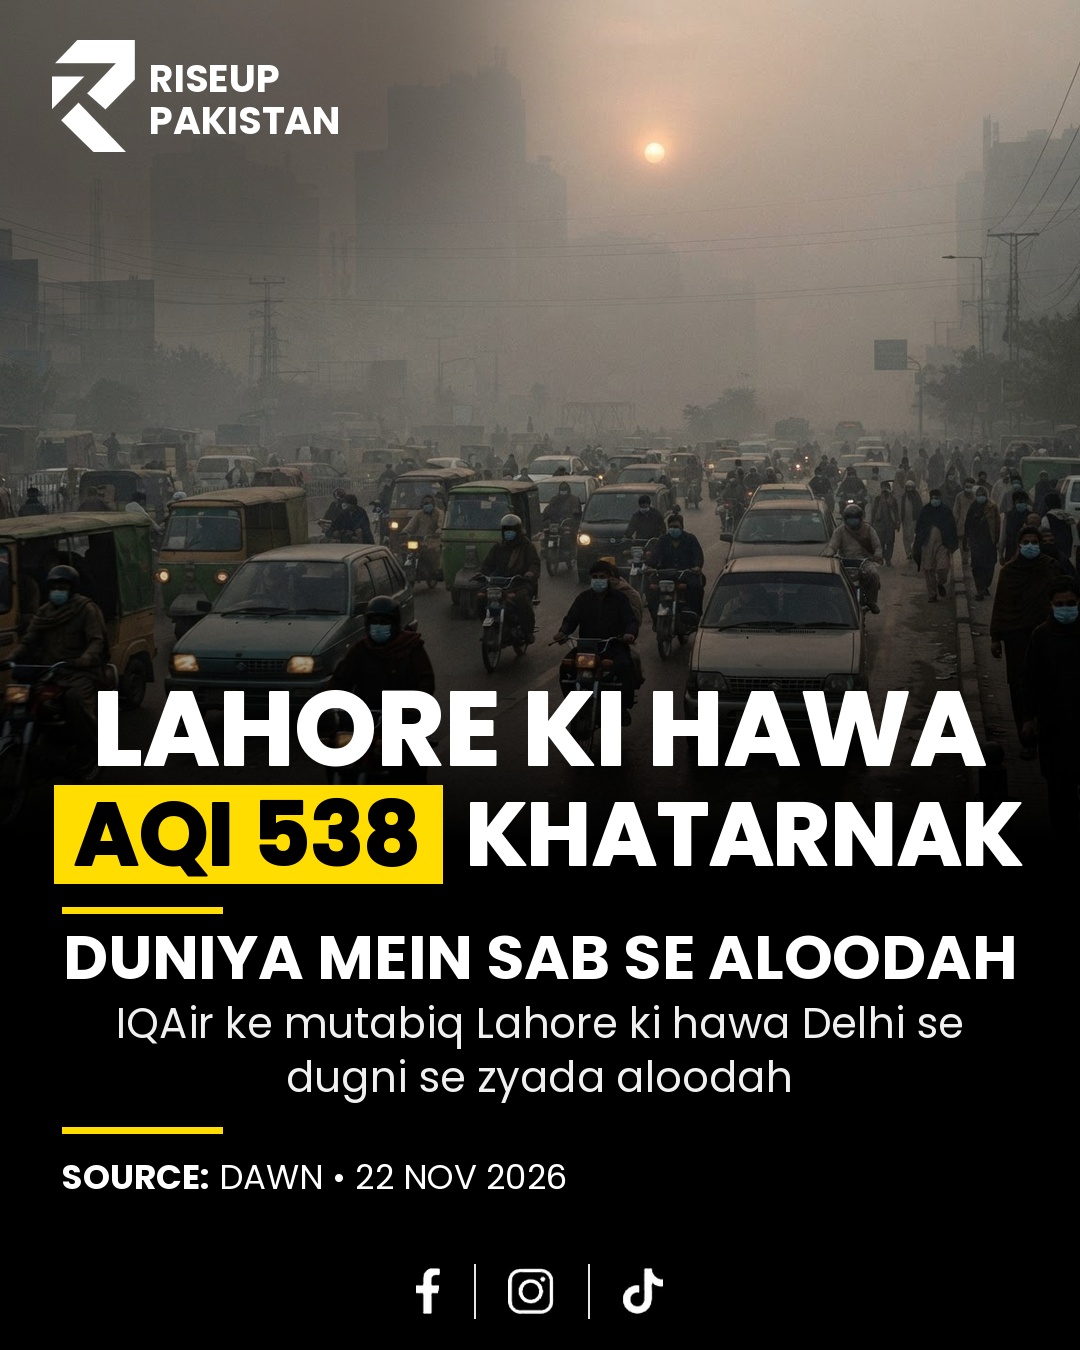 RISEUP
PAKISTAN
LAHORE KI HAWA
AQI 538 KHATARNAK
DUNIYA MEIN SAB SE ALOODAH
IQAir ke mutabiq Lahore ki hawa Delhi se
dugni se zyada aloodah
SOURCE: DAWN • 22 NOV 2026